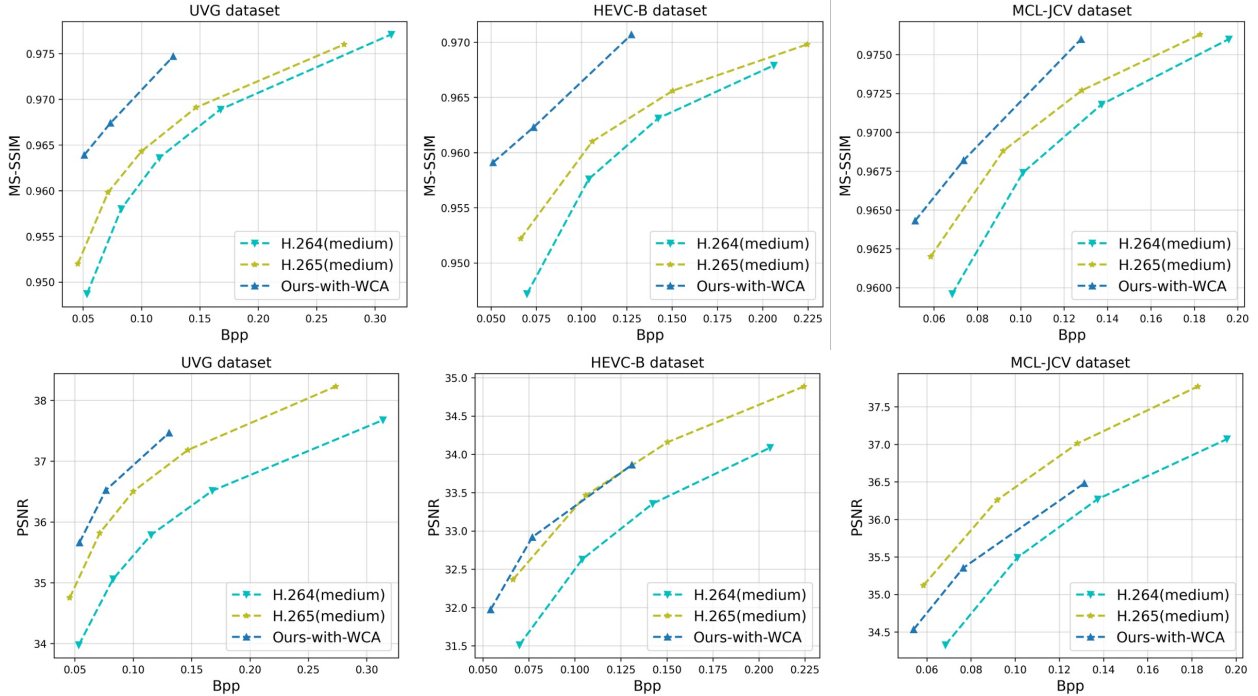 UVG dataset
MS-SSIM
0.975
0.970
0.965
0.960
0.955
0.950
0.05 0.10 0.15 0.20 0.25 0.30
Bpp
H.264(medium)
H.265(medium)
Ours-with-WCA
HEVC-B dataset
MS-SSIM
0.970
0.965
0.960
0.955
0.950
0.050 0.075 0.100 0.125 0.150 0.175 0.200 0.225
Bpp
H.264(medium)
H.265(medium)
Ours-with-WCA
MCL-JCV dataset
MS-SSIM
0.9750
0.9725
0.9700
0.9675
0.9650
0.9625
0.9600
0.06 0.08 0.10 0.12 0.14 0.16 0.18 0.20
Bpp
H.264(medium)
H.265(medium)
Ours-with-WCA
UVG dataset
PSNR
38
37
36
35
34
0.05 0.10 0.15 0.20 0.25 0.30
Bpp
H.264(medium)
H.265(medium)
Ours-with-WCA
HEVC-B dataset
PSNR
35.0
34.5
34.0
33.5
33.0
32.5
32.0
31.5
0.050 0.075 0.100 0.125 0.150 0.175 0.200 0.225
Bpp
H.264(medium)
H.265(medium)
Ours-with-WCA
MCL-JCV dataset
PSNR
37.5
37.0
36.5
36.0
35.5
35.0
34.5
0.06 0.08 0.10 0.12 0.14 0.16 0.18 0.20
Bpp
H.264(medium)
H.265(medium)
Ours-with-WCA